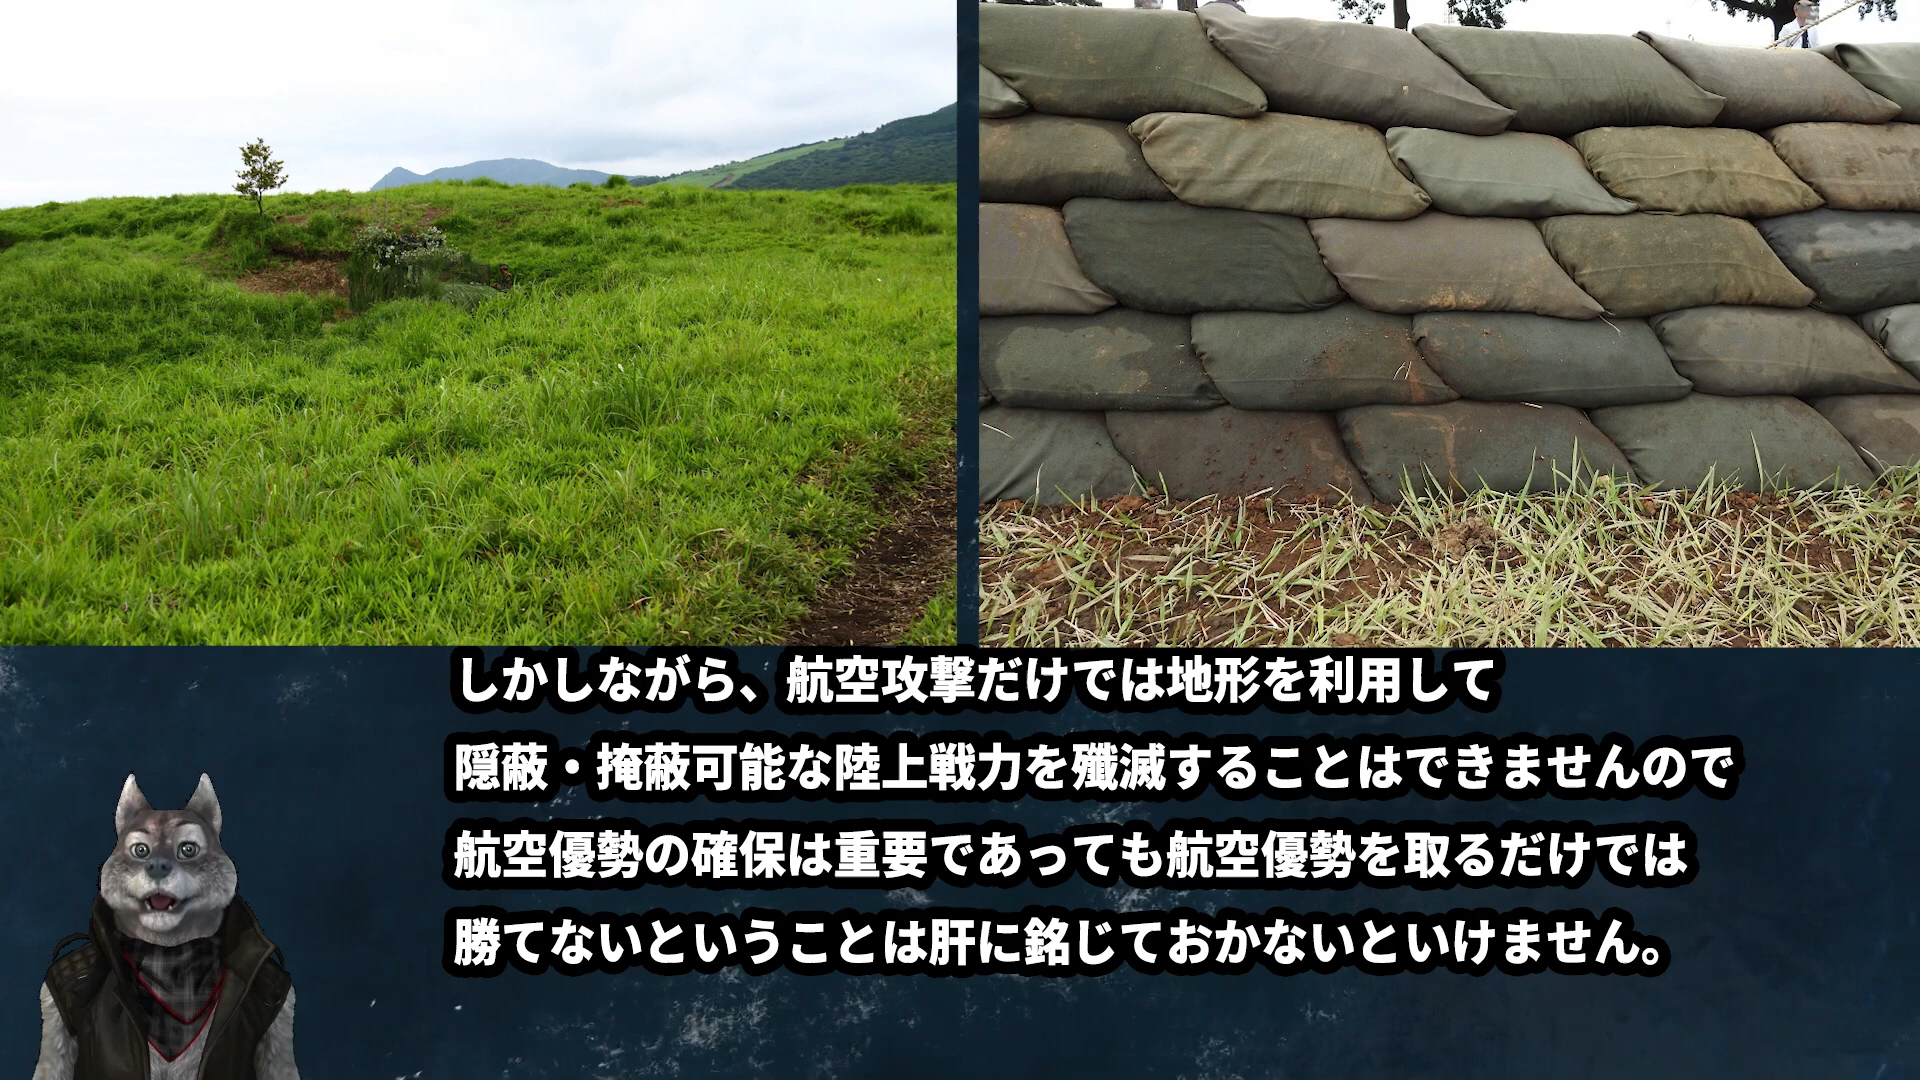 しかしながら、航空攻撃だけでは地形を利用して
隠蔽・掩蔽可能な陸上戦力を殲滅することはできませんので
航空優勢の確保は重要であっても航空優勢を取るだけでは
勝てないということは肝に銘じておかないといけません。